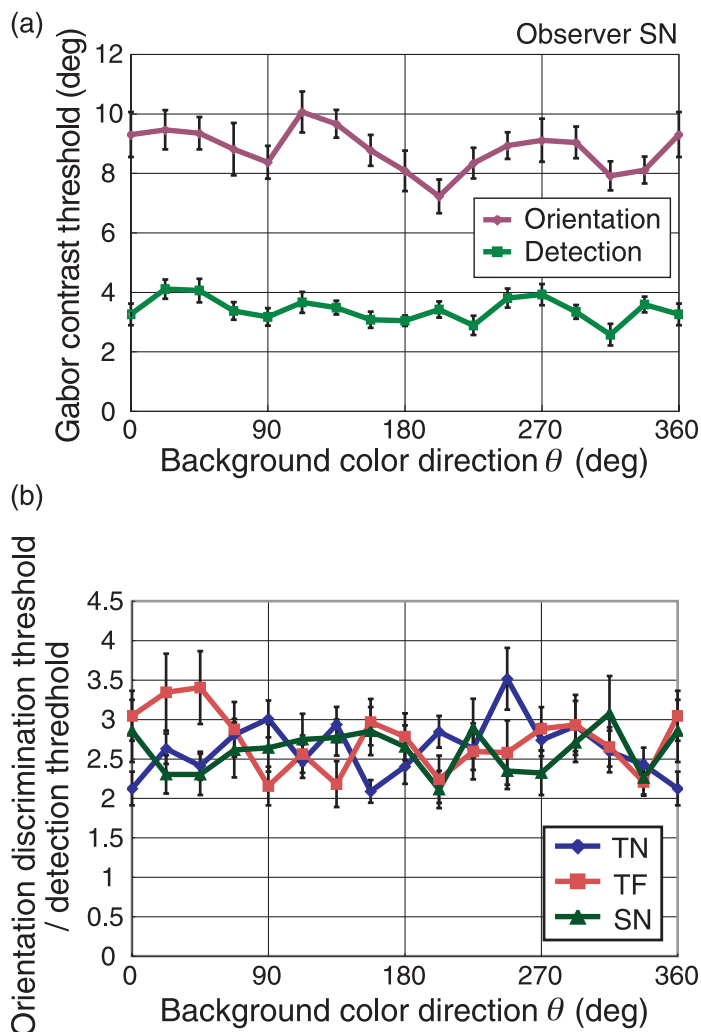 (a)
Observer SN
Gabor contrast threshold (deg)
12
10
8
6
4
2
0
Orientation
Detection
0 90 180 270 360
Background color direction θ (deg)
(b)
Orientation discrimination threshold
/ detection thredhold
4.5
4
3.5
3
2.5
2
1.5
1
0.5
0
TN
TF
SN
0 90 180 270 360
Background color direction θ (deg)